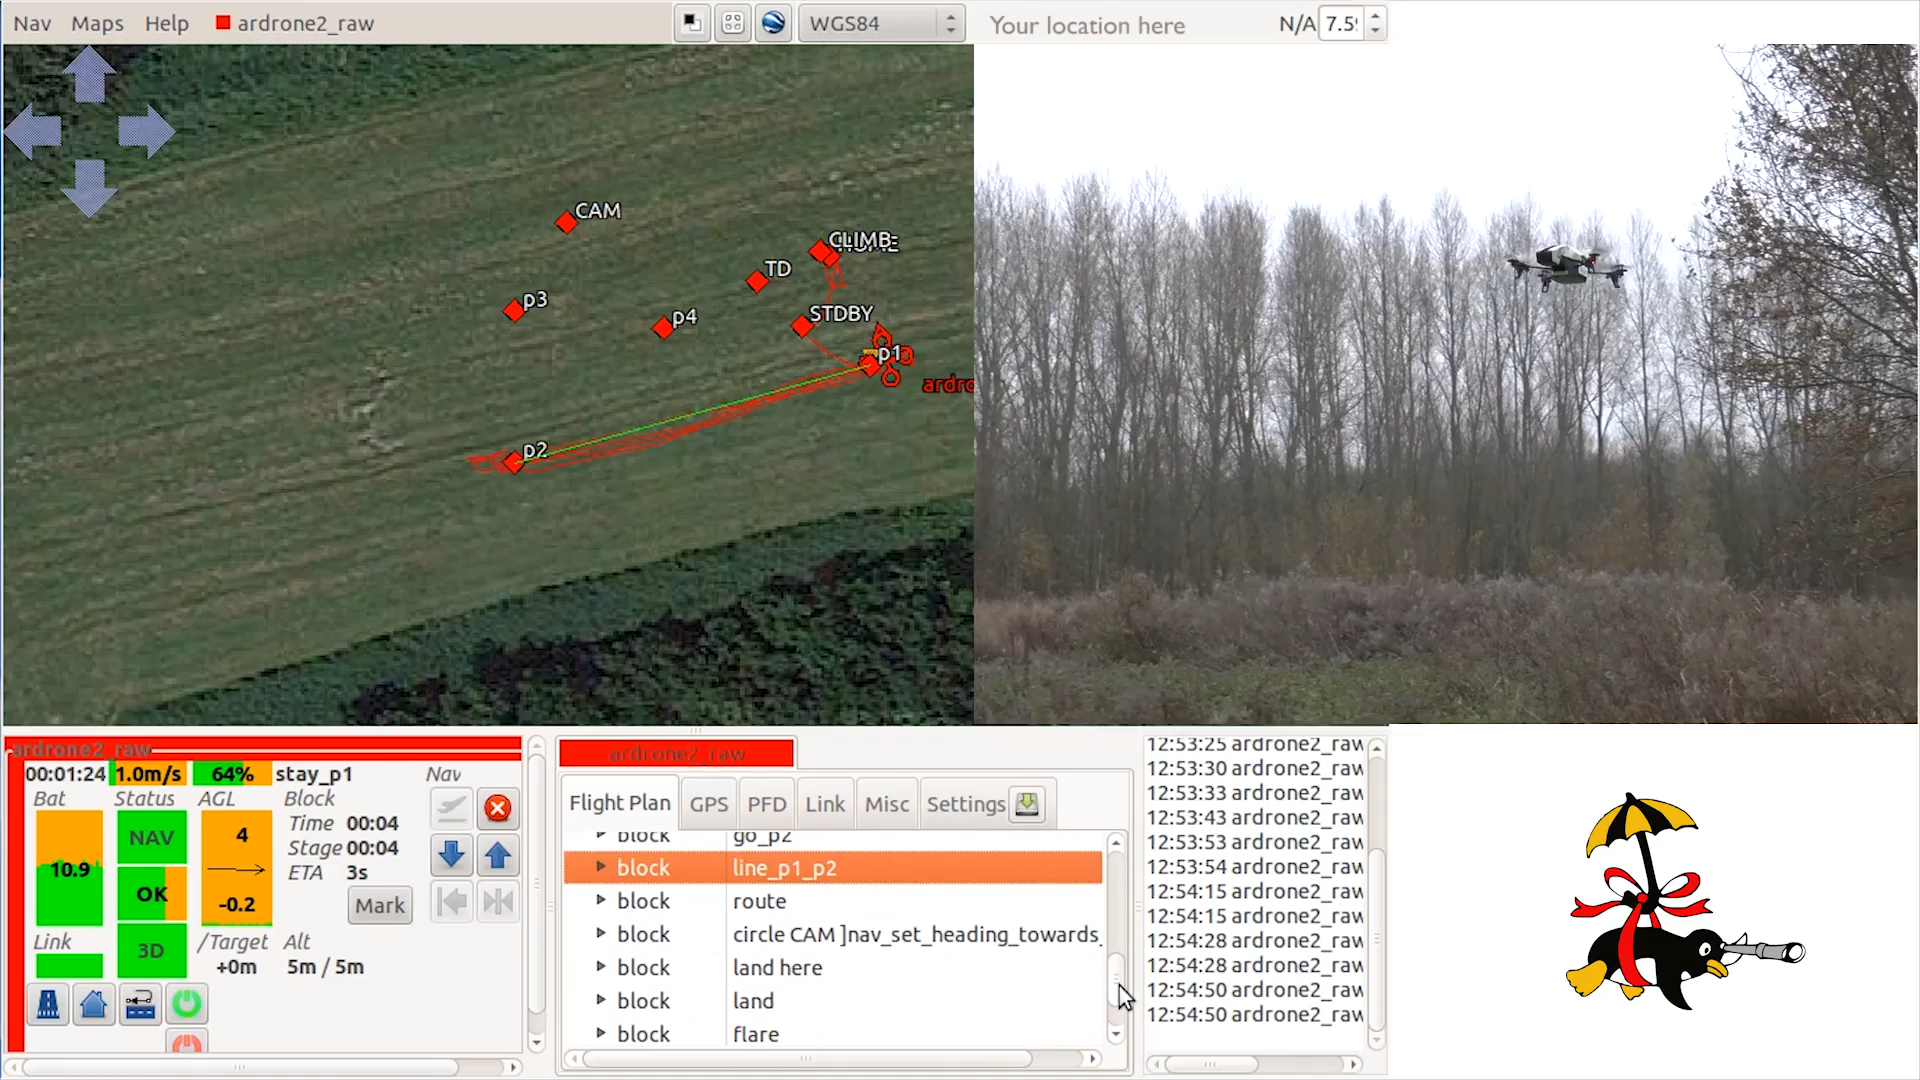 Nav Maps Help ardrone2_raw WGS84 Your location here N/A 7.5
CAM
CLIMB
TD
p3
STDBY
p4
p1
ardro
p2
ardrone2_raw
00:01:24 1.0m/s 64% stay_p1 Nav
Bat Status AGL Block
Time 00:04
Stage 00:04
ETA 3s
NAV
4
10.9
OK
-0.2
Mark
Link
3D
/Target Alt
+0m 5m / 5m
ardrone2_raw
Flight Plan GPS PFD Link Misc Settings
block go_p2
block line_p1_p2
block route
block circle CAM ]nav_set_heading_towards_
block land here
block land
block flare
12:53:25 ardrone2_raw
12:53:30 ardrone2_raw
12:53:33 ardrone2_raw
12:53:43 ardrone2_raw
12:53:53 ardrone2_raw
12:53:54 ardrone2_raw
12:54:15 ardrone2_raw
12:54:15 ardrone2_raw
12:54:28 ardrone2_raw
12:54:28 ardrone2_raw
12:54:50 ardrone2_raw
12:54:50 ardrone2_raw